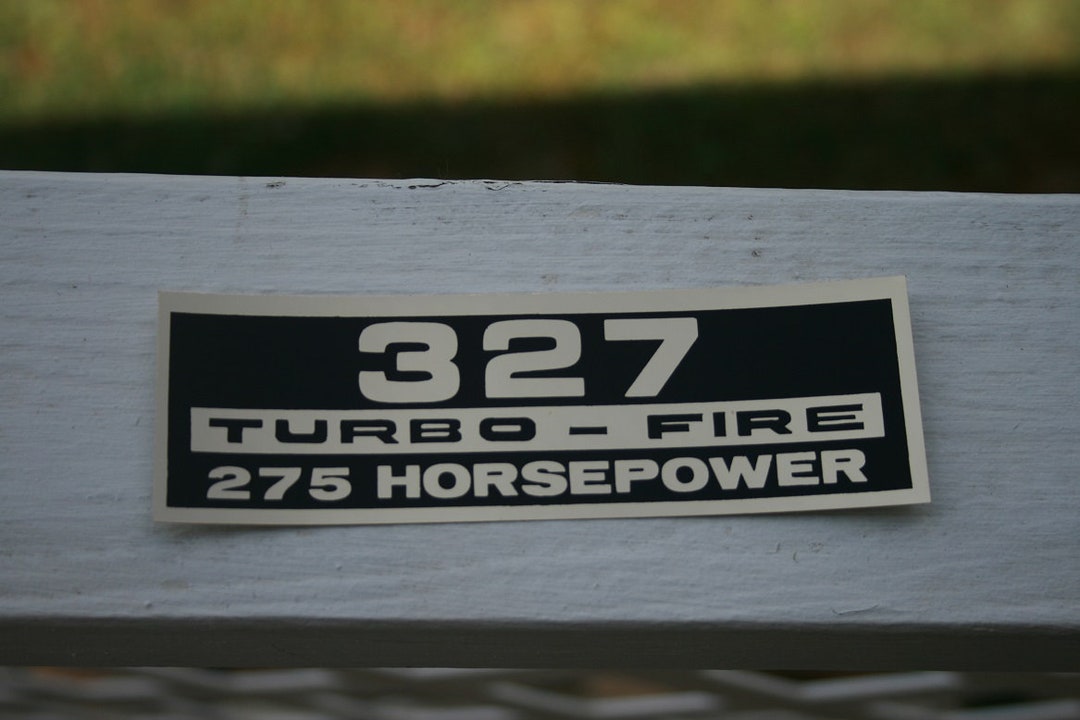 327
TURBO - FIRE
275 HORSEPOWER